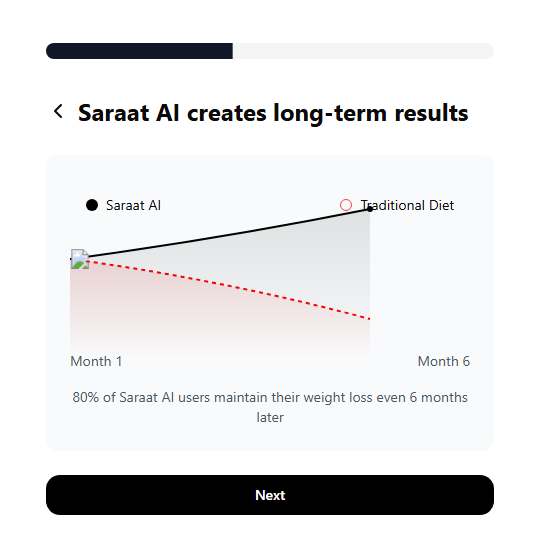 Saraat AI creates long-term results
Saraat AI
Traditional Diet
Month 1
Month 6
80% of Saraat AI users maintain their weight loss even 6 months
later
Next